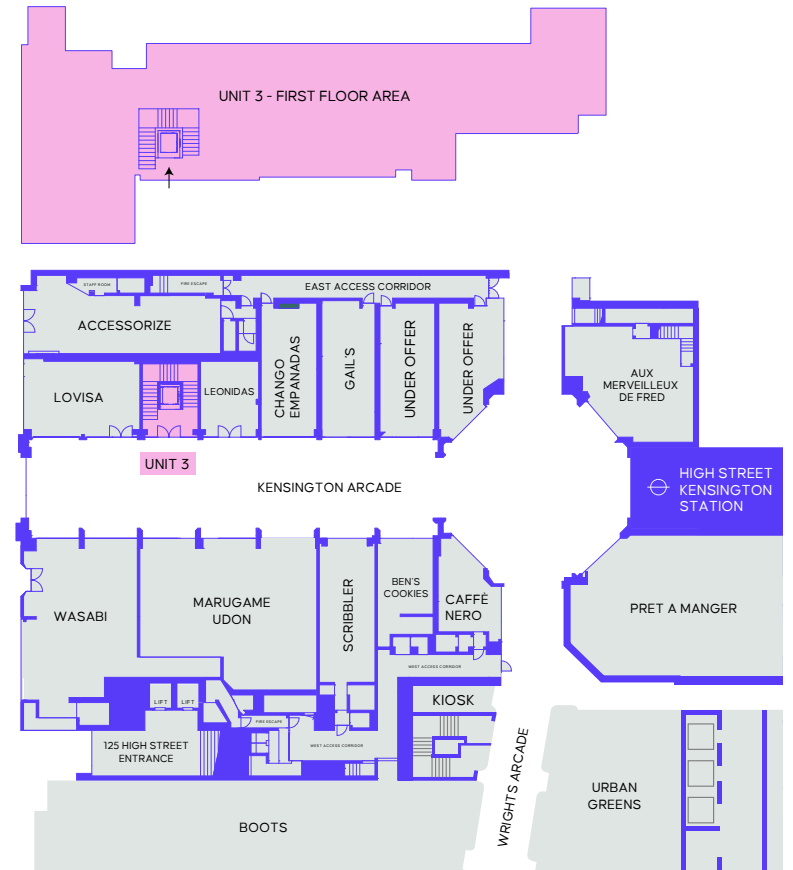 UNIT 3 - FIRST FLOOR AREA
STAFF ROOM
FIRE ESCAPE
EAST ACCESS CORRIDOR
ACCESSORIZE
LOVISA
LEONIDAS
CHANGO
EMPANADAS
GAIL'S
UNDER OFFER
UNDER OFFER
AUX
MERVEILLEUX
DE FRED
UNIT 3
KENSINGTON ARCADE
HIGH STREET
KENSINGTON
STATION
WASABI
MARUGAME
UDON
SCRIBBLER
BEN'S
COOKIES
CAFFÈ
NERO
PRET A MANGER
WEST ACCESS CORRIDOR
LIFT
LIFT
KIOSK
FIRE ESCAPE
WEST ACCESS CORRIDOR
125 HIGH STREET
ENTRANCE
WRIGHTS ARCADE
URBAN
GREENS
BOOTS